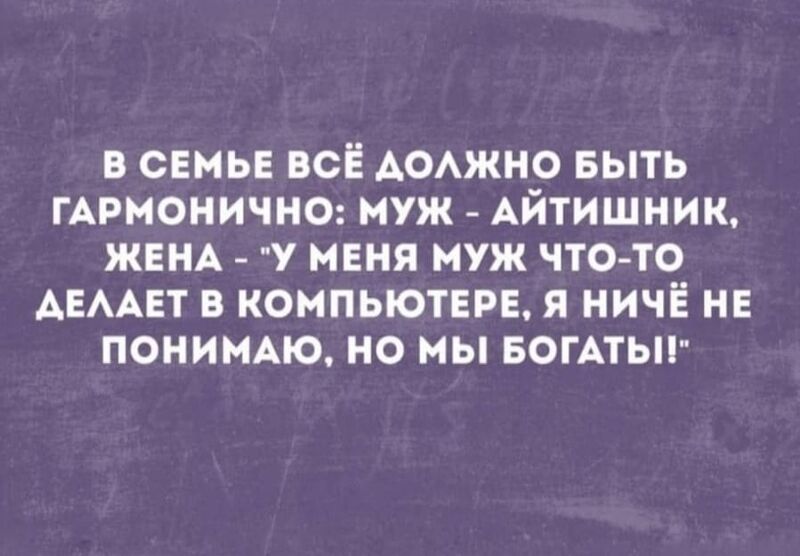 В СЕМЬЕ ВСЁ ДОЛЖНО БЫТЬ
ГАРМОНИЧНО: МУЖ - АЙТИШНИК,
ЖЕНА - "У МЕНЯ МУЖ ЧТО-ТО
ДЕЛАЕТ В КОМПЬЮТЕРЕ, Я НИЧЁ НЕ
ПОНИМАЮ, НО МЫ БОГАТЫ!"